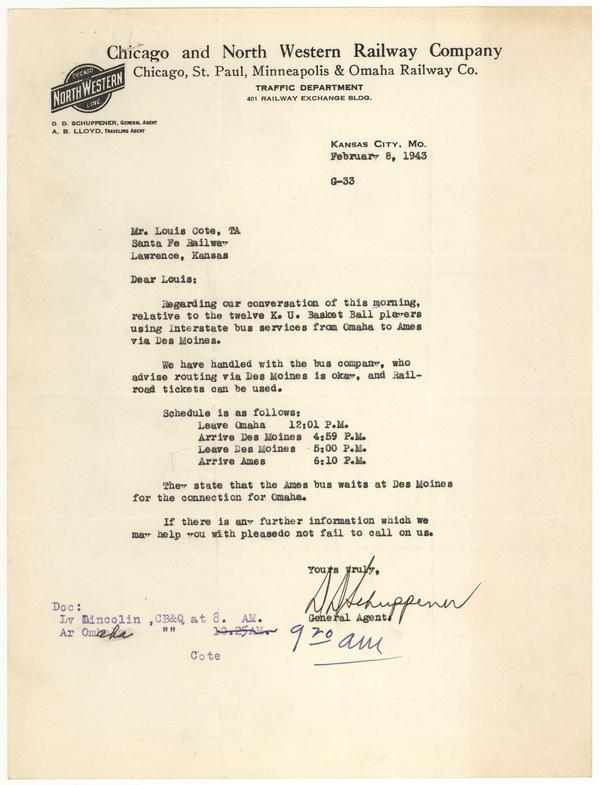 Chicago and North Western Railway Company
Chicago, St. Paul, Minneapolis & Omaha Railway Co.
TRAFFIC DEPARTMENT
401 RAILWAY EXCHANGE BLDG.
CHICAGO
NORTH WESTERN
LINE
D. D. SCHUPPENER, GENERAL AGENT
A. B. LLOYD, TRAVELING AGENT
KANSAS CITY, MO.
February 8, 1943
G-33
Mr. Louis Cote, TA
Santa Fe Railway
Lawrence, Kansas
Dear Louis:
Regarding our conversation of this morning,
relative to the twelve K. U. Basket Ball players
using Interstate bus services from Omaha to Ames
via Des Moines.
We have handled with the bus company, who
advise routing via Des Moines is okay, and Rail-
road tickets can be used.
Schedule is as follows:
Leave Omaha 12:01 P.M.
Arrive Des Moines 4:59 P.M.
Leave Des Moines 5:00 P.M.
Arrive Ames 6:10 P.M.
They state that the Ames bus waits at Des Moines
for the connection for Omaha.
If there is any further information which we
may help you with pleasedo not fail to call on us.
Yours truly,
D D Schuppener
General Agent.
Doc:
Lv Lincolin ,CB&Q at 8. AM.
Ar Omaha "" 10.25AM.
9 20 am
Cote